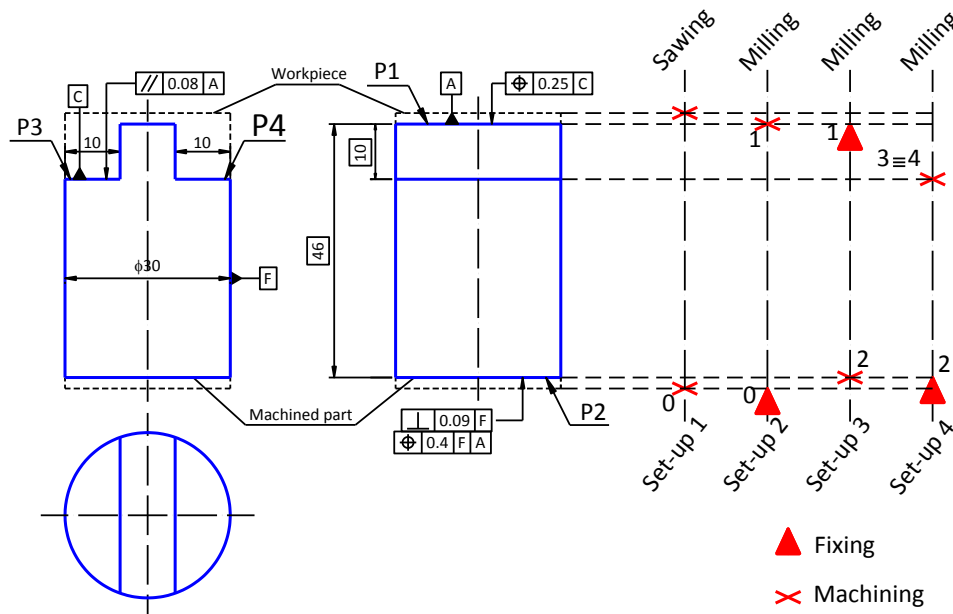 Sawing
Milling
Milling
Milling
// 0.08 A
Workpiece
P1
A
⌖ 0.25 C
C
P3
P4
10
10
10
1
1
3≡4
46
ϕ30
F
2
2
0
0
Machined part
⊥ 0.09 F
⌖ 0.4 F A
P2
Set-up 1
Set-up 2
Set-up 3
Set-up 4
Fixing
Machining